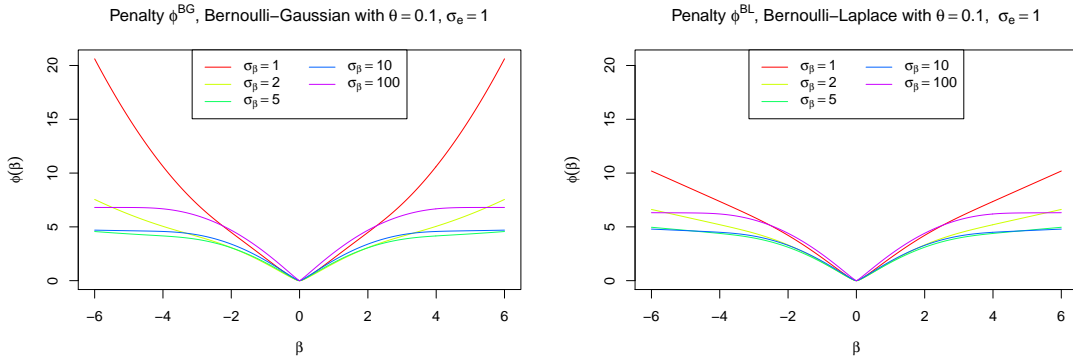 Penalty ϕ^BG, Bernoulli−Gaussian with θ = 0.1, σe = 1
σβ = 1
σβ = 2
σβ = 5
σβ = 10
σβ = 100
ϕ(β)
20
15
10
5
0
−6 −4 −2 0 2 4 6
β
Penalty ϕ^BL, Bernoulli−Laplace with θ = 0.1, σe = 1
σβ = 1
σβ = 2
σβ = 5
σβ = 10
σβ = 100
ϕ(β)
20
15
10
5
0
−6 −4 −2 0 2 4 6
β